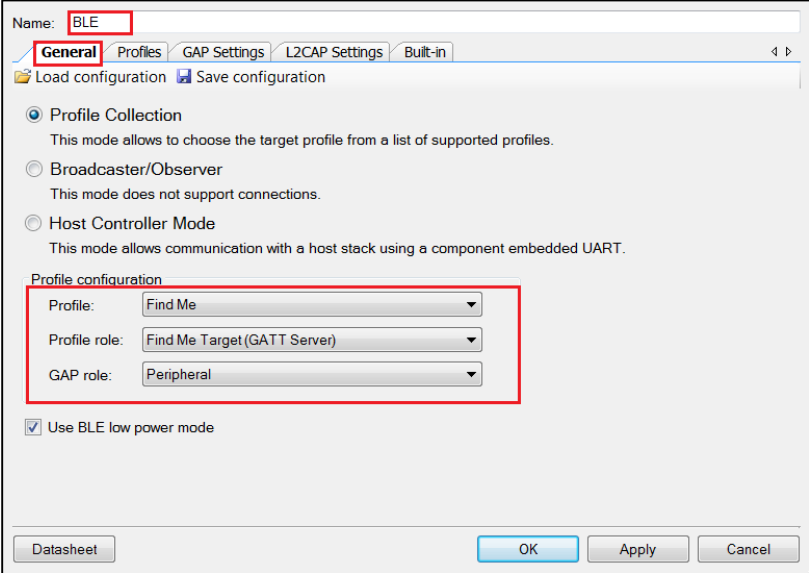 Name: BLE
General Profiles GAP Settings L2CAP Settings Built-in
Load configuration Save configuration
Profile Collection
This mode allows to choose the target profile from a list of supported profiles.
Broadcaster/Observer
This mode does not support connections.
Host Controller Mode
This mode allows communication with a host stack using a component embedded UART.
Profile configuration
Profile: Find Me
Profile role: Find Me Target (GATT Server)
GAP role: Peripheral
Use BLE low power mode
Datasheet OK Apply Cancel